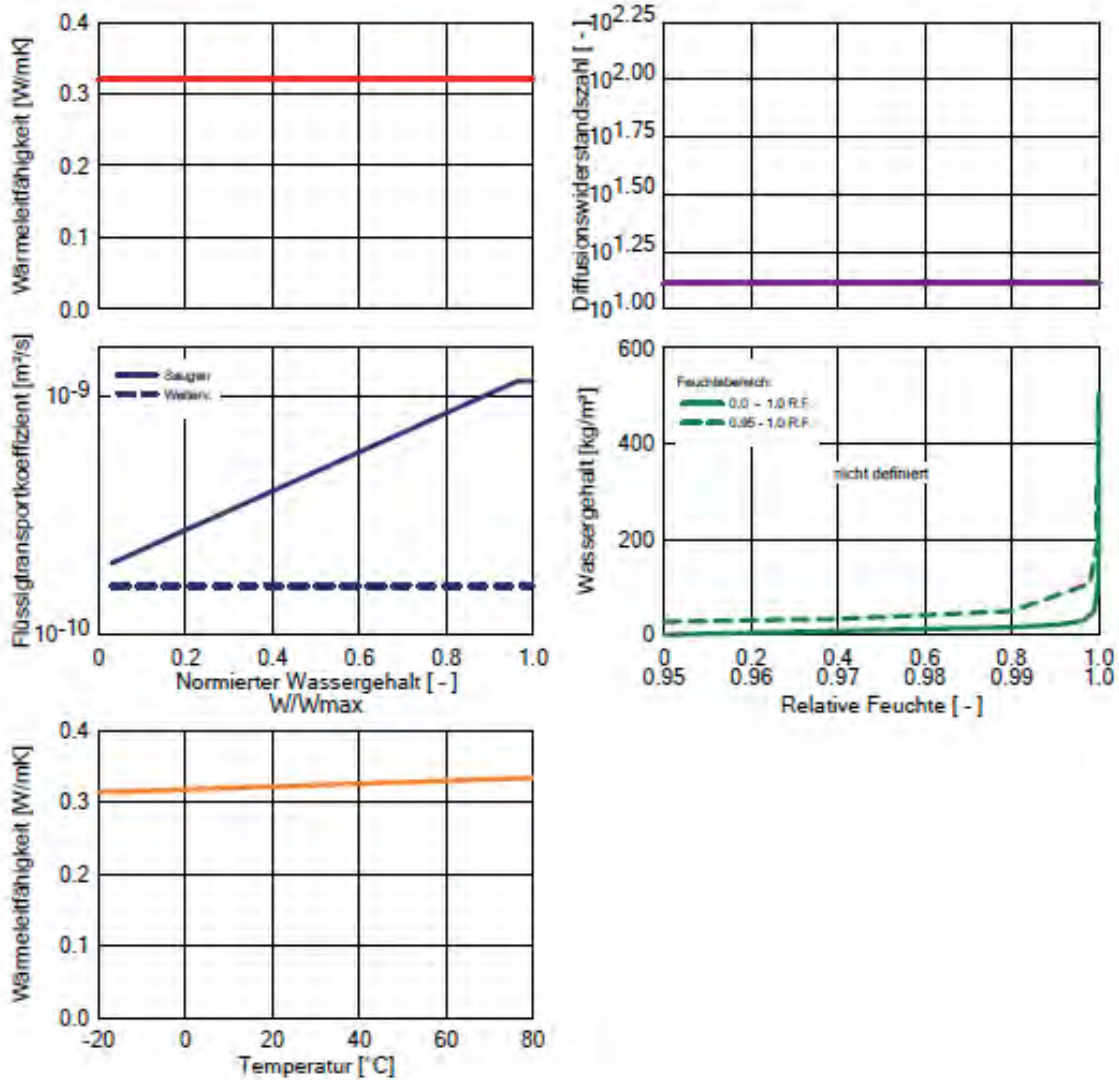 Wärmeleitfähigkeit [W/mK]
0.4
0.3
0.2
0.1
0.0
Diffusionswiderstandszahl [ - ]
10^2.25
10^2.00
10^1.75
10^1.50
10^1.25
10^1.00
Flüssigtransportkoeffizient [m²/s]
10^-9
10^-10
Saugen
Weiterv.
0 0.2 0.4 0.6 0.8 1.0
Normierter Wassergehalt [ - ]
W/Wmax
Wassergehalt [kg/m³]
600
400
200
0
Feuchtebereich:
0.0 - 1.0 R.F.
0.95 - 1.0 R.F.
nicht definiert
0 0.2 0.4 0.6 0.8 1.0
0.95 0.96 0.97 0.98 0.99 1.0
Relative Feuchte [ - ]
Wärmeleitfähigkeit [W/mK]
0.4
0.3
0.2
0.1
0.0
-20 0 20 40 60 80
Temperatur [°C]